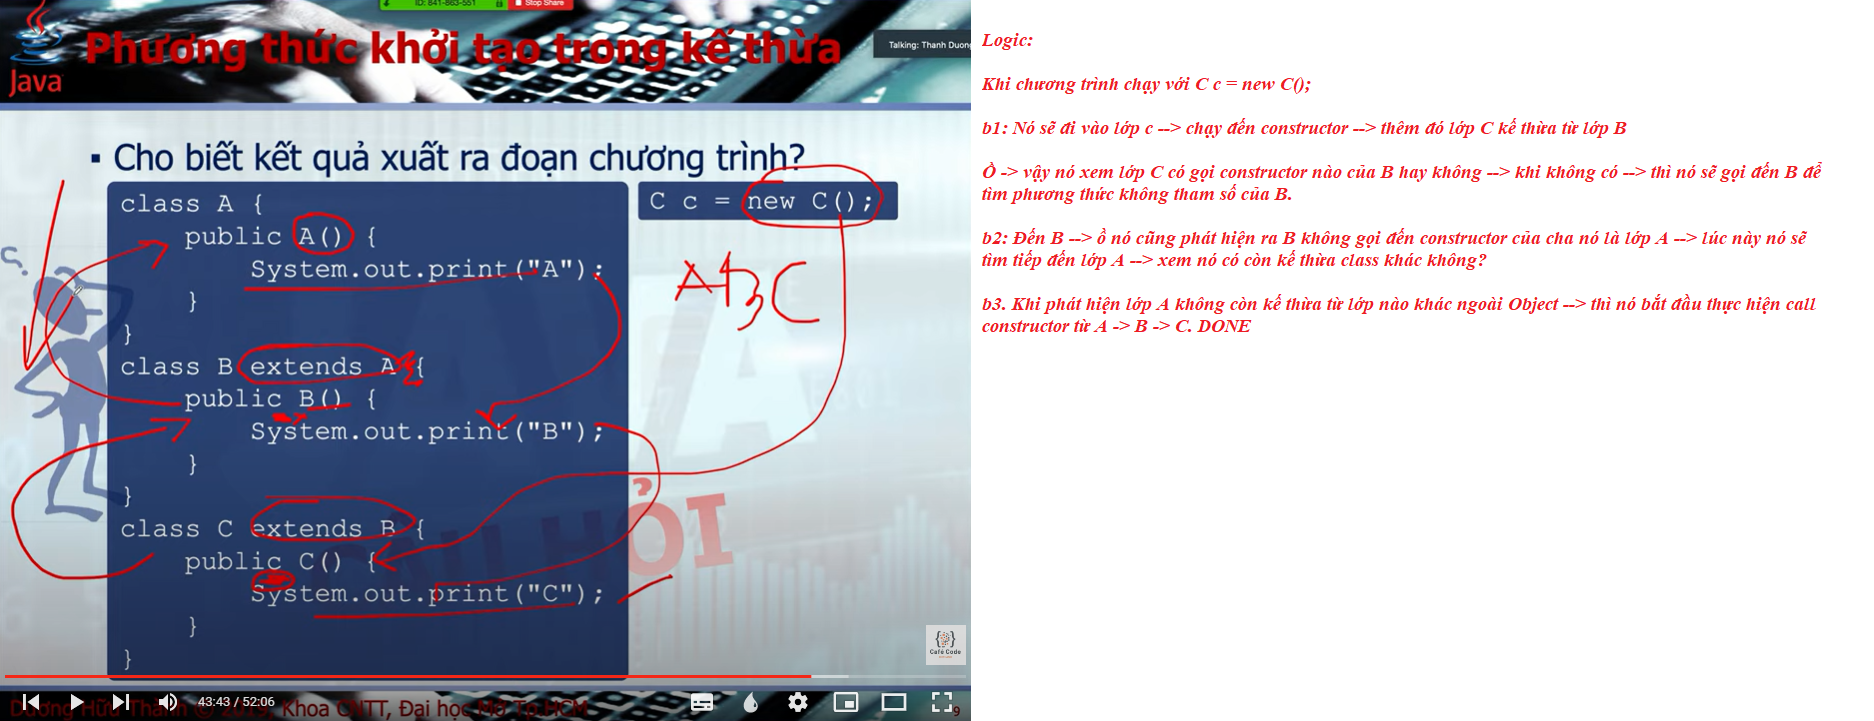 ID: 841-863-551
Stop Share
Java
Phương thức khởi tạo trong kế thừa
Talking: Thanh Duong
▪ Cho biết kết quả xuất ra đoạn chương trình?
class A {
public A() {
System.out.print("A");
}
}
class B extends A {
public B() {
System.out.print("B");
}
}
class C extends B {
public C() {
System.out.print("C");
}
}
C c = new C();
ABC
CÂU HỎI
{ }
Café Code
43:43 / 52:06
Dương Hữu Thành © 2019, Khoa CNTT, Đại học Mở Tp.HCM
9
Logic:
Khi chương trình chạy với C c = new C();
b1: Nó sẽ đi vào lớp c --> chạy đến constructor --> thêm đó lớp C kế thừa từ lớp B
Ồ -> vậy nó xem lớp C có gọi constructor nào của B hay không --> khi không có --> thì nó sẽ gọi đến B để
tìm phương thức không tham số của B.
b2: Đến B --> ồ nó cũng phát hiện ra B không gọi đến constructor của cha nó là lớp A --> lúc này nó sẽ
tìm tiếp đến lớp A --> xem nó có còn kế thừa class khác không?
b3. Khi phát hiện lớp A không còn kế thừa từ lớp nào khác ngoài Object --> thì nó bắt đầu thực hiện call
constructor từ A -> B -> C. DONE